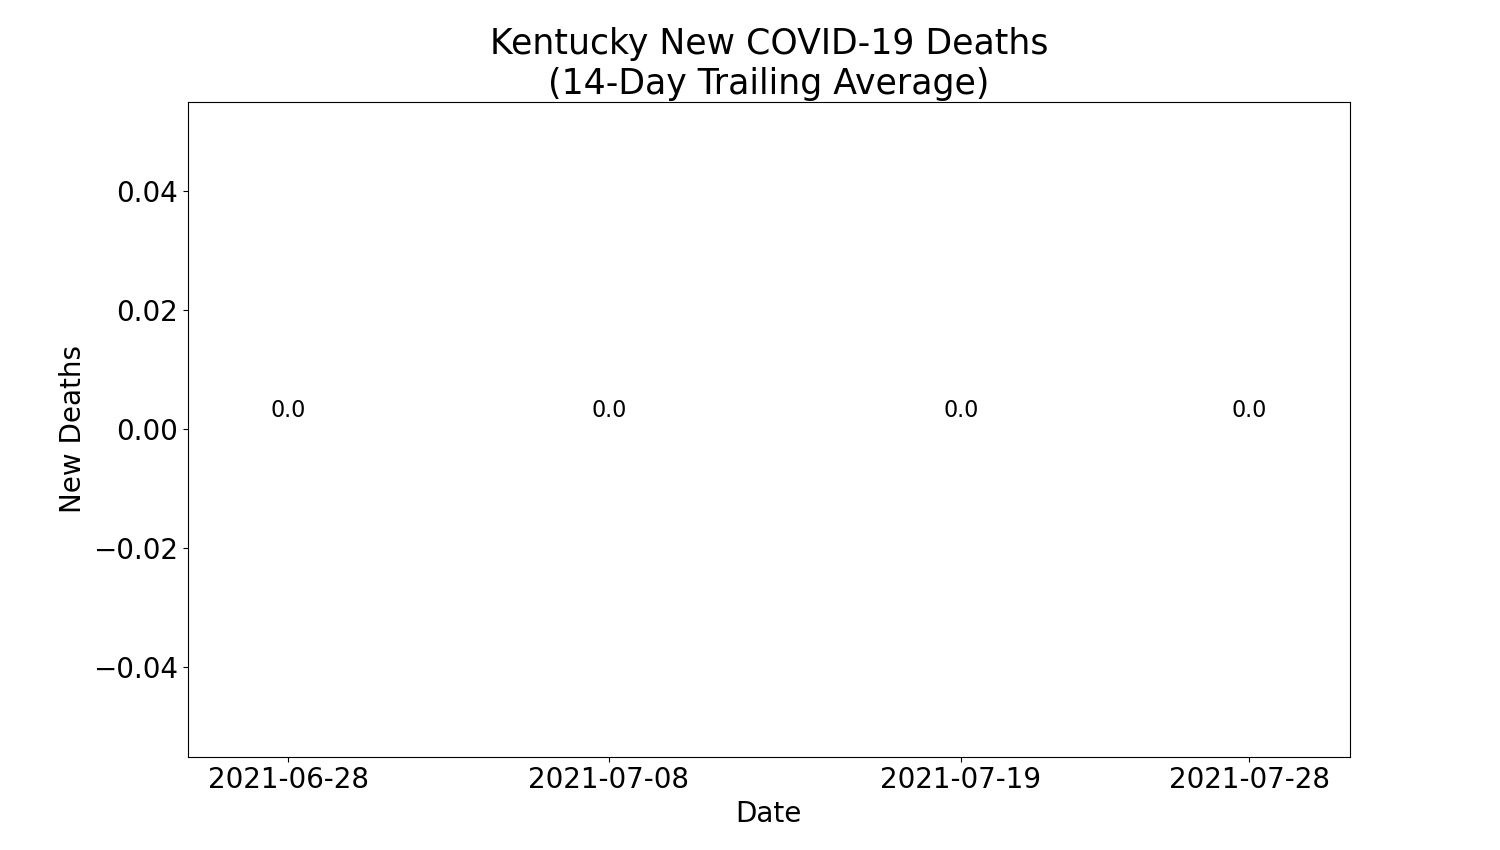 Kentucky New COVID-19 Deaths
(14-Day Trailing Average)
New Deaths
0.04
0.02
0.00
−0.02
−0.04
0.0 0.0 0.0 0.0
2021-06-28 2021-07-08 2021-07-19 2021-07-28
Date